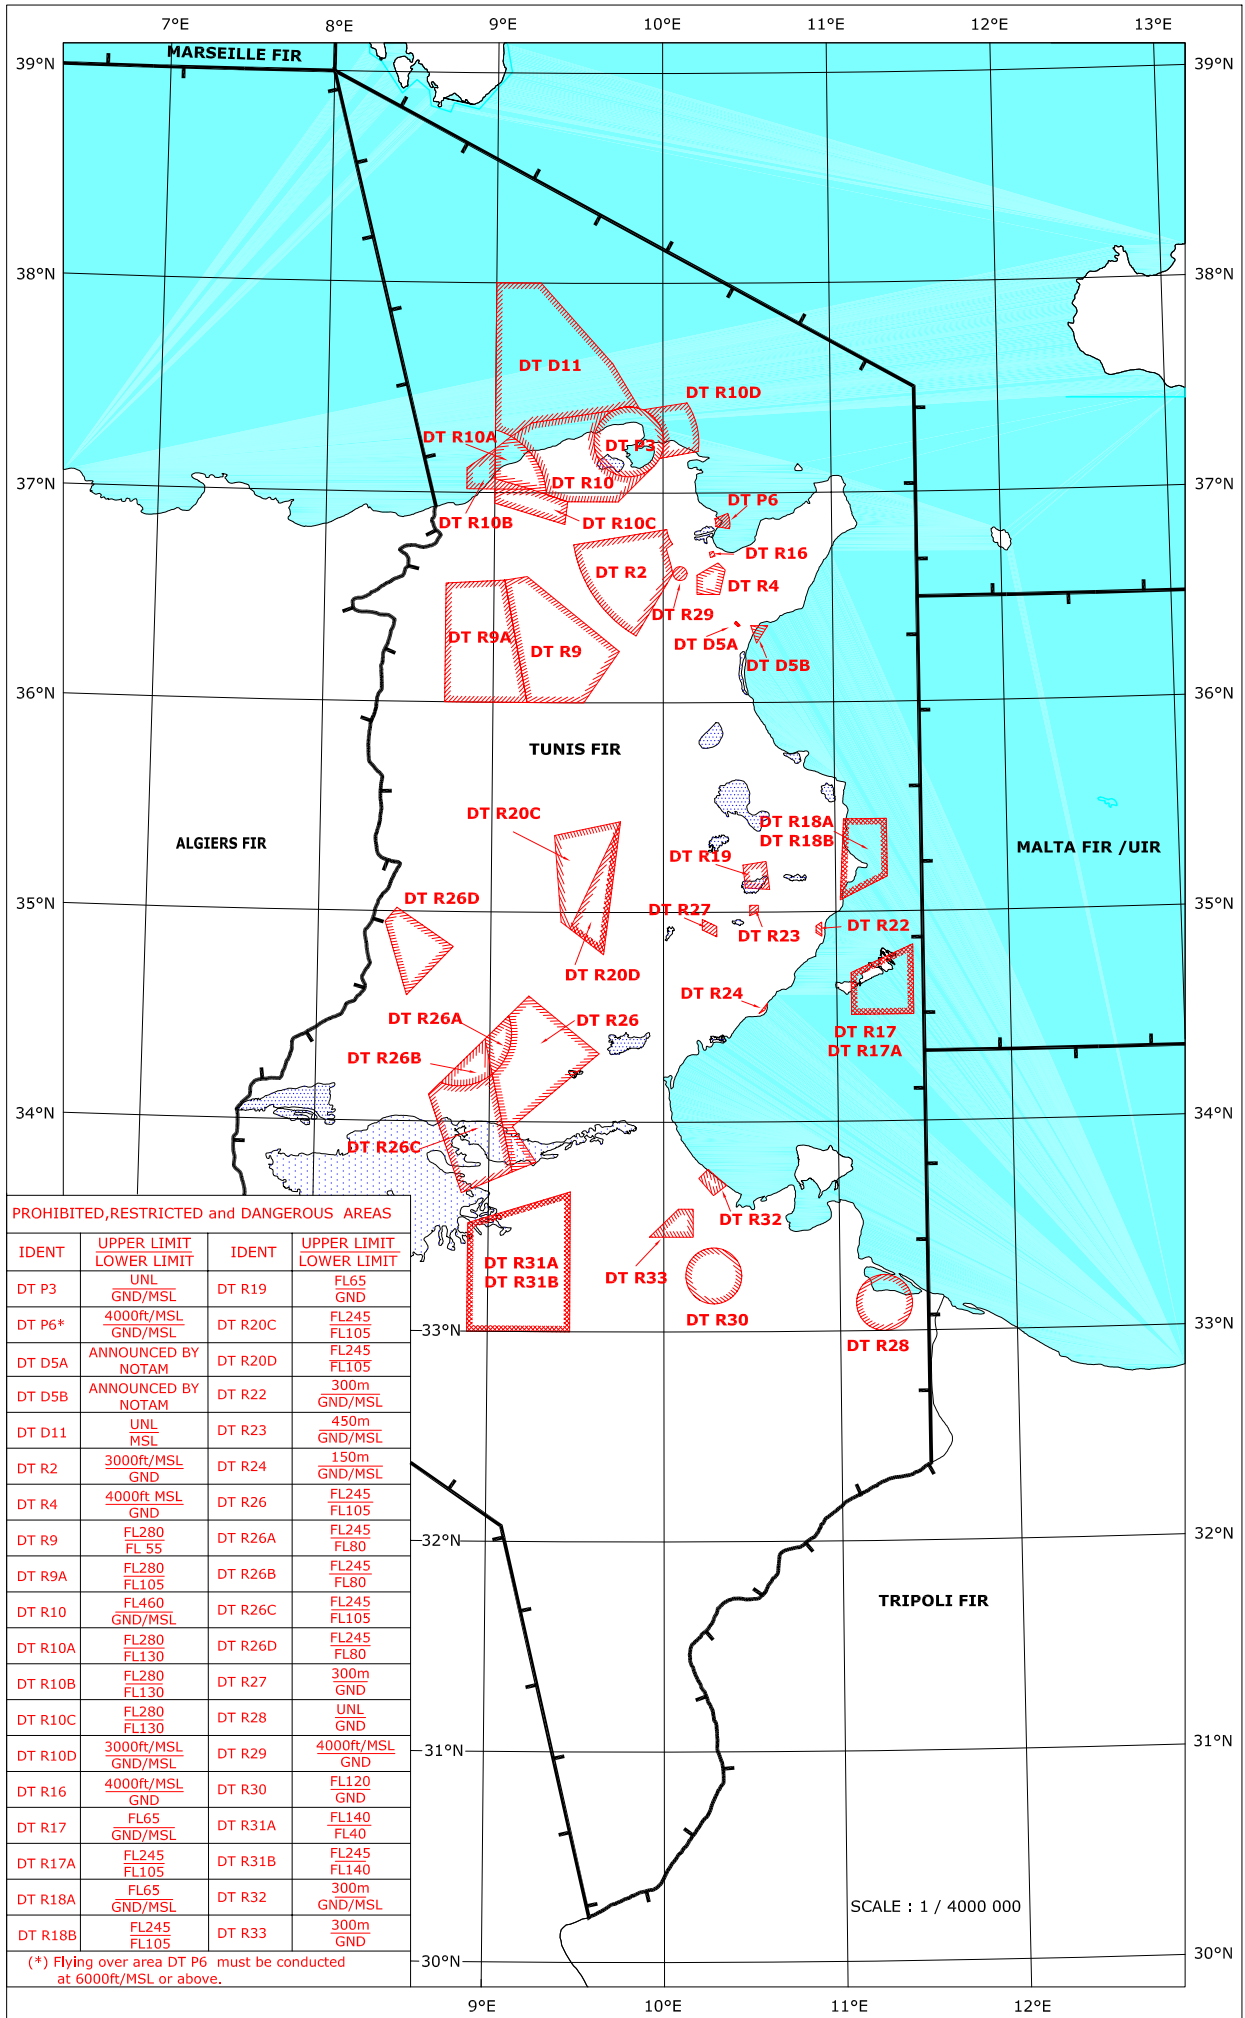 7°E 8°E 9°E 10°E 11°E 12°E 13°E
MARSEILLE FIR
39°N 39°N
38°N 38°N
DT D11
DT R10D
DT R10A
DT P3
37°N 37°N
DT R10
DT P6
DT R10B
DT R10C
DT R16
DT R2
DT R4
DT R29
DT R9A
DT R9
DT D5A
DT D5B
36°N 36°N
TUNIS FIR
DT R20C
DT R18A
DT R18B
ALGIERS FIR
MALTA FIR /UIR
DT R19
DT R26D
35°N 35°N
DT R27
DT R23
DT R22
DT R20D
DT R24
DT R26A
DT R26
DT R17
DT R17A
DT R26B
34°N 34°N
DT R26C
DT R32
DT R31A
DT R31B
DT R33
DT R30
DT R28
33°N 33°N
32°N 32°N
TRIPOLI FIR
31°N 31°N
SCALE : 1 / 4000 000
30°N 30°N
9°E 10°E 11°E 12°E
PROHIBITED,RESTRICTED and DANGEROUS AREAS
IDENT UPPER LIMIT IDENT UPPER LIMIT
LOWER LIMIT LOWER LIMIT
DT P3 UNL DT R19 FL65
GND/MSL GND
DT P6* 4000ft/MSL DT R20C FL245
GND/MSL FL105
DT D5A ANNOUNCED BY DT R20D FL245
NOTAM FL105
DT D5B ANNOUNCED BY DT R22 300m
NOTAM GND/MSL
DT D11 UNL DT R23 450m
MSL GND/MSL
DT R2 3000ft/MSL DT R24 150m
GND GND/MSL
DT R4 4000ft MSL DT R26 FL245
GND FL105
DT R9 FL280 DT R26A FL245
FL 55 FL80
DT R9A FL280 DT R26B FL245
FL105 FL80
DT R10 FL460 DT R26C FL245
GND/MSL FL105
DT R10A FL280 DT R26D FL245
FL130 FL80
DT R10B FL280 DT R27 300m
FL130 GND
DT R10C FL280 DT R28 UNL
FL130 GND
DT R10D 3000ft/MSL DT R29 4000ft/MSL
GND/MSL GND
DT R16 4000ft/MSL DT R30 FL120
GND GND
DT R17 FL65 DT R31A FL140
GND/MSL FL40
DT R17A FL245 DT R31B FL245
FL105 FL140
DT R18A FL65 DT R32 300m
GND/MSL GND/MSL
DT R18B FL245 DT R33 300m
FL105 GND
(*) Flying over area DT P6 must be conducted
at 6000ft/MSL or above.